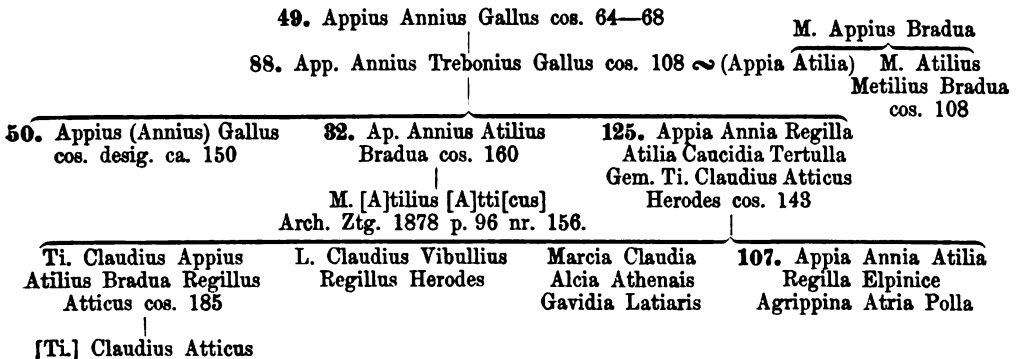 49. Appius Annius Gallus cos. 64—68
M. Appius Bradua
88. App. Annius Trebonius Gallus cos. 108 ∾ (Appia Atilia)
M. Atilius
Metilius Bradua
cos. 108
50. Appius (Annius) Gallus
cos. desig. ca. 150
32. Ap. Annius Atilius
Bradua cos. 160
125. Appia Annia Regilla
Atilia Caucidia Tertulla
Gem. Ti. Claudius Atticus
Herodes cos. 143
M. [A]tilius [A]tti[cus]
Arch. Ztg. 1878 p. 96 nr. 156.
Ti. Claudius Appius
Atilius Bradua Regillus
Atticus cos. 185
L. Claudius Vibullius
Regillus Herodes
Marcia Claudia
Alcia Athenais
Gavidia Latiaris
107. Appia Annia Atilia
Regilla Elpinice
Agrippina Atria Polla
[Ti.] Claudius Atticus